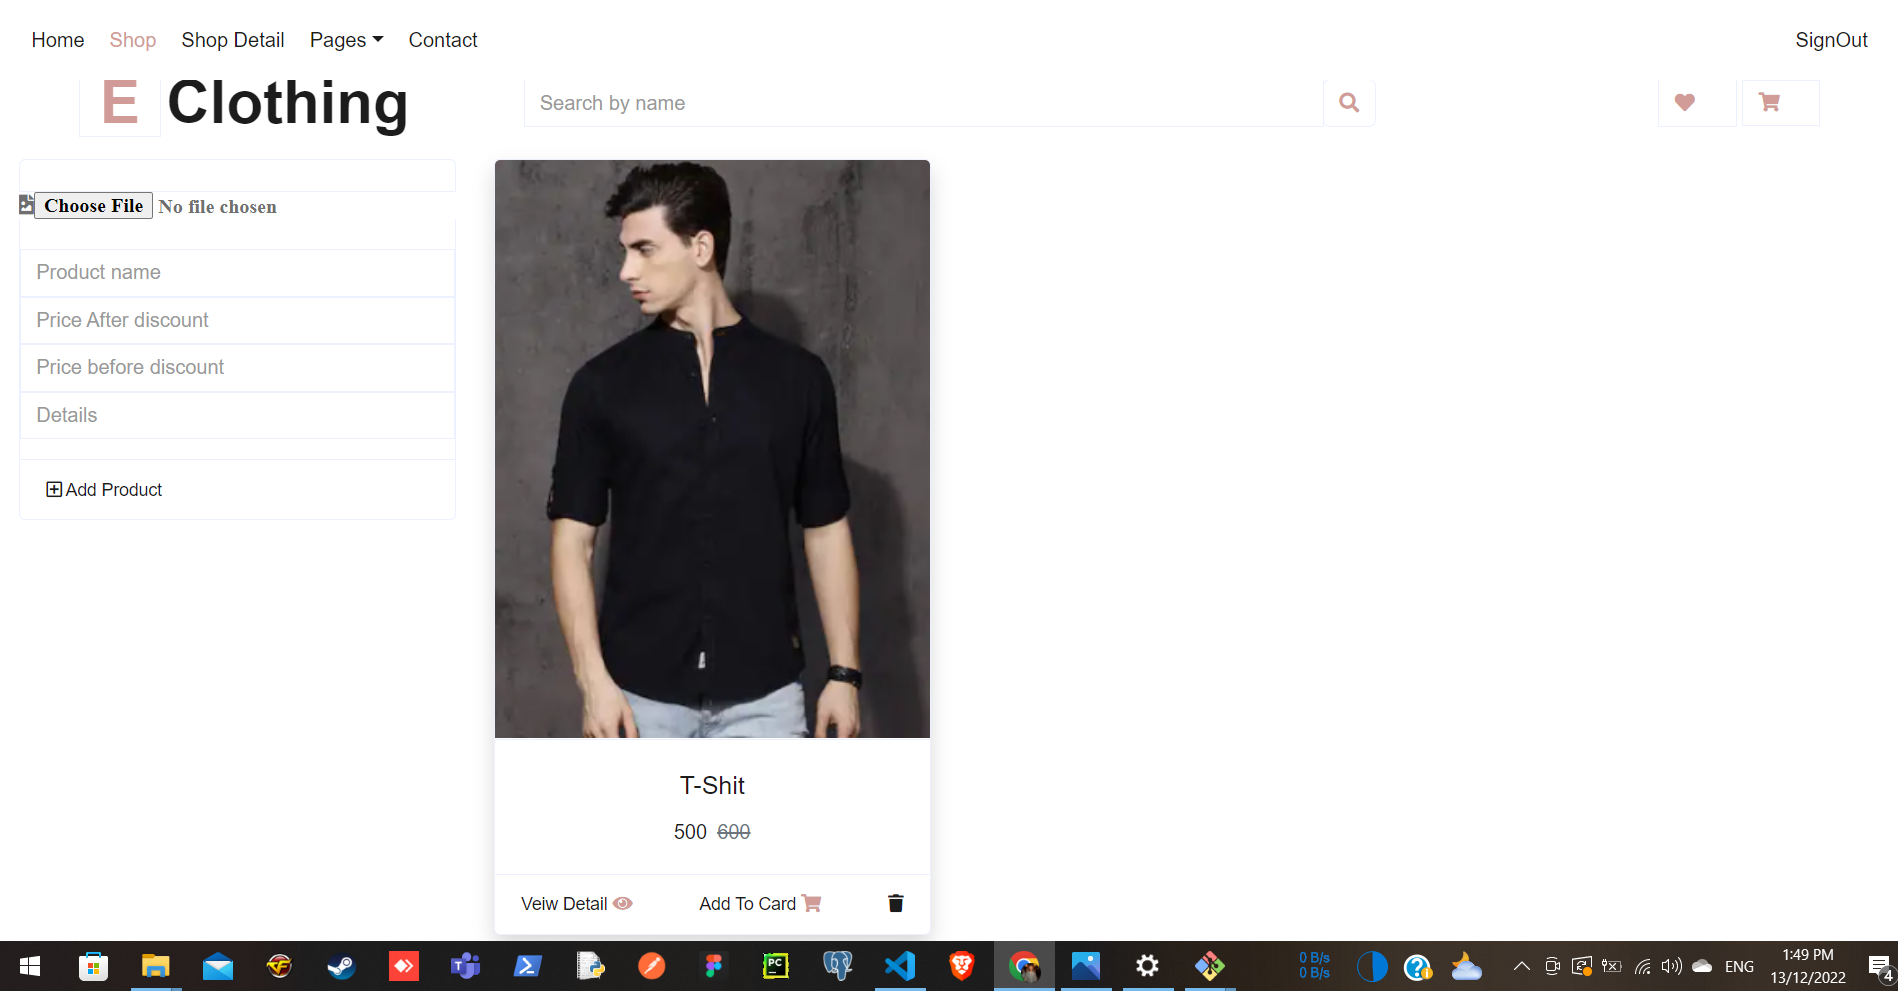 Home Shop Shop Detail Pages Contact SignOut
E Clothing
Search by name
Choose File No file chosen
Product name
Price After discount
Price before discount
Details
Add Product
T-Shit
500 600
Veiw Detail Add To Card
0 B/s
0 B/s
ENG
1:49 PM
13/12/2022
4